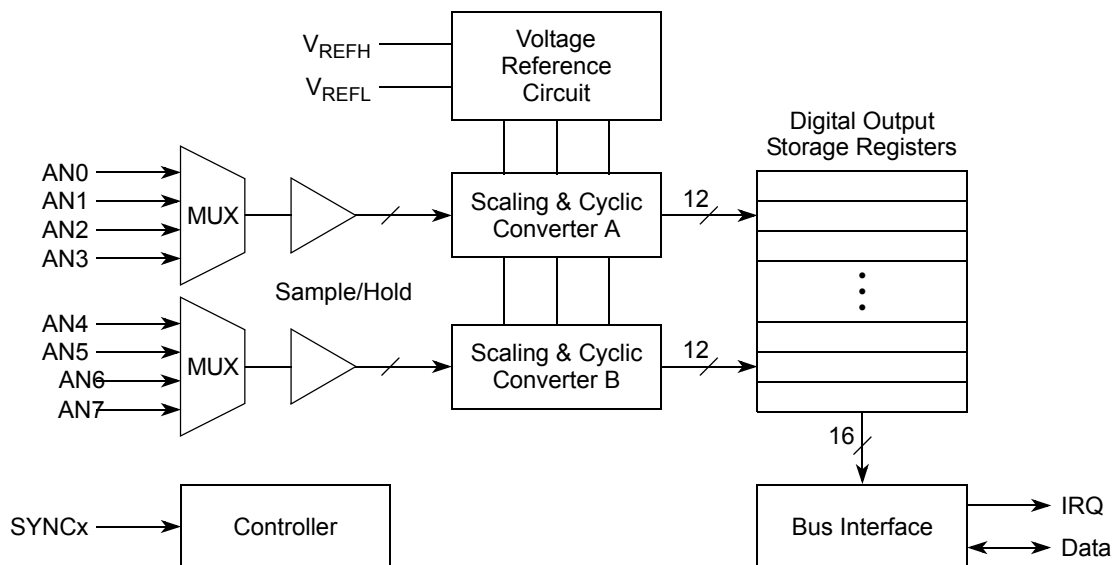 VREFH
VREFL
Voltage
Reference
Circuit
Digital Output
Storage Registers
AN0
AN1
AN2
AN3
MUX
Scaling & Cyclic
Converter A
12
Sample/Hold
AN4
AN5
AN6
AN7
MUX
Scaling & Cyclic
Converter B
12
16
SYNCx
Controller
Bus Interface
IRQ
Data